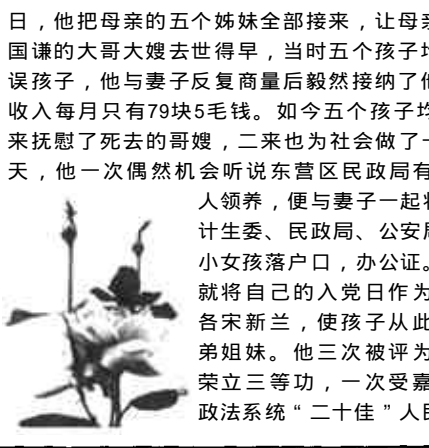 日，他把母亲的五个姊妹全部接来，让母亲
国谦的大哥大嫂去世得早，当时五个孩子
误孩子，他与妻子反复商量后毅然接纳了他
收入每月只有79块5毛钱。如今五个孩子均
来抚慰了死去的哥嫂，二来也为社会做了一
天，他一次偶然机会听说东营区民政局有
人领养，便与妻子一起将
计生委、民政局、公安局
小女孩落户口，办公证。
就将自己的入党日作为
各宋新兰，使孩子从此
弟姐妹。他三次被评为
荣立三等功，一次受嘉
政法系统“二十佳”人民